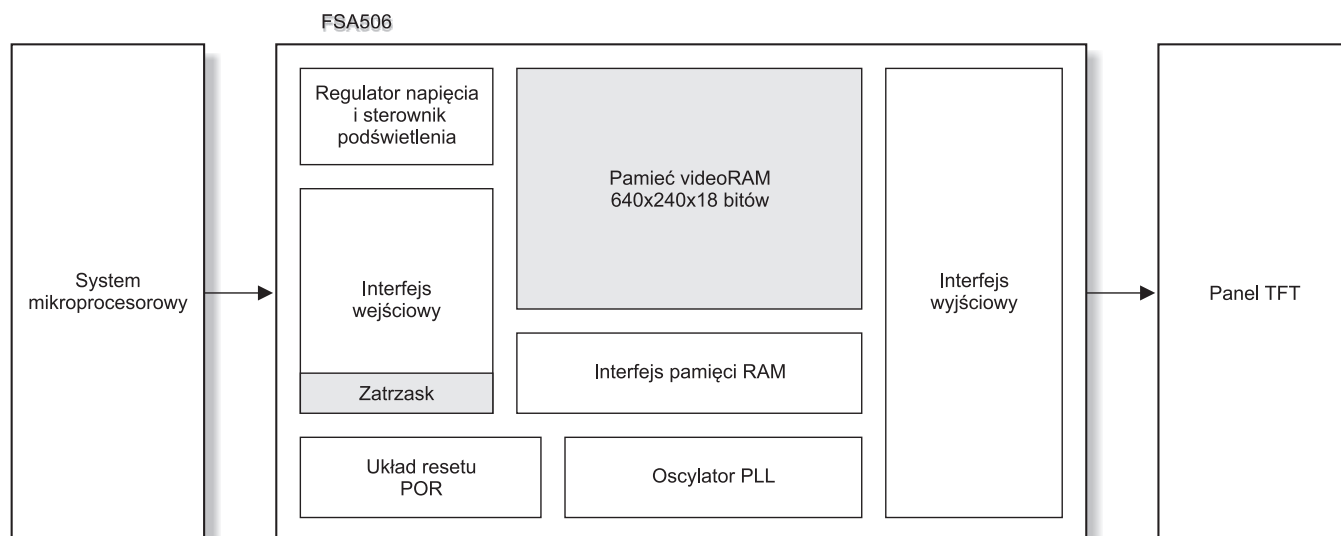 FSA506
System
mikroprocesorowy
Regulator napięcia
i sterownik
podświetlenia
Interfejs
wejściowy
Zatrzask
Pamieć videoRAM
640x240x18 bitów
Interfejs pamięci RAM
Układ resetu
POR
Oscylator PLL
Interfejs
wyjściowy
Panel TFT